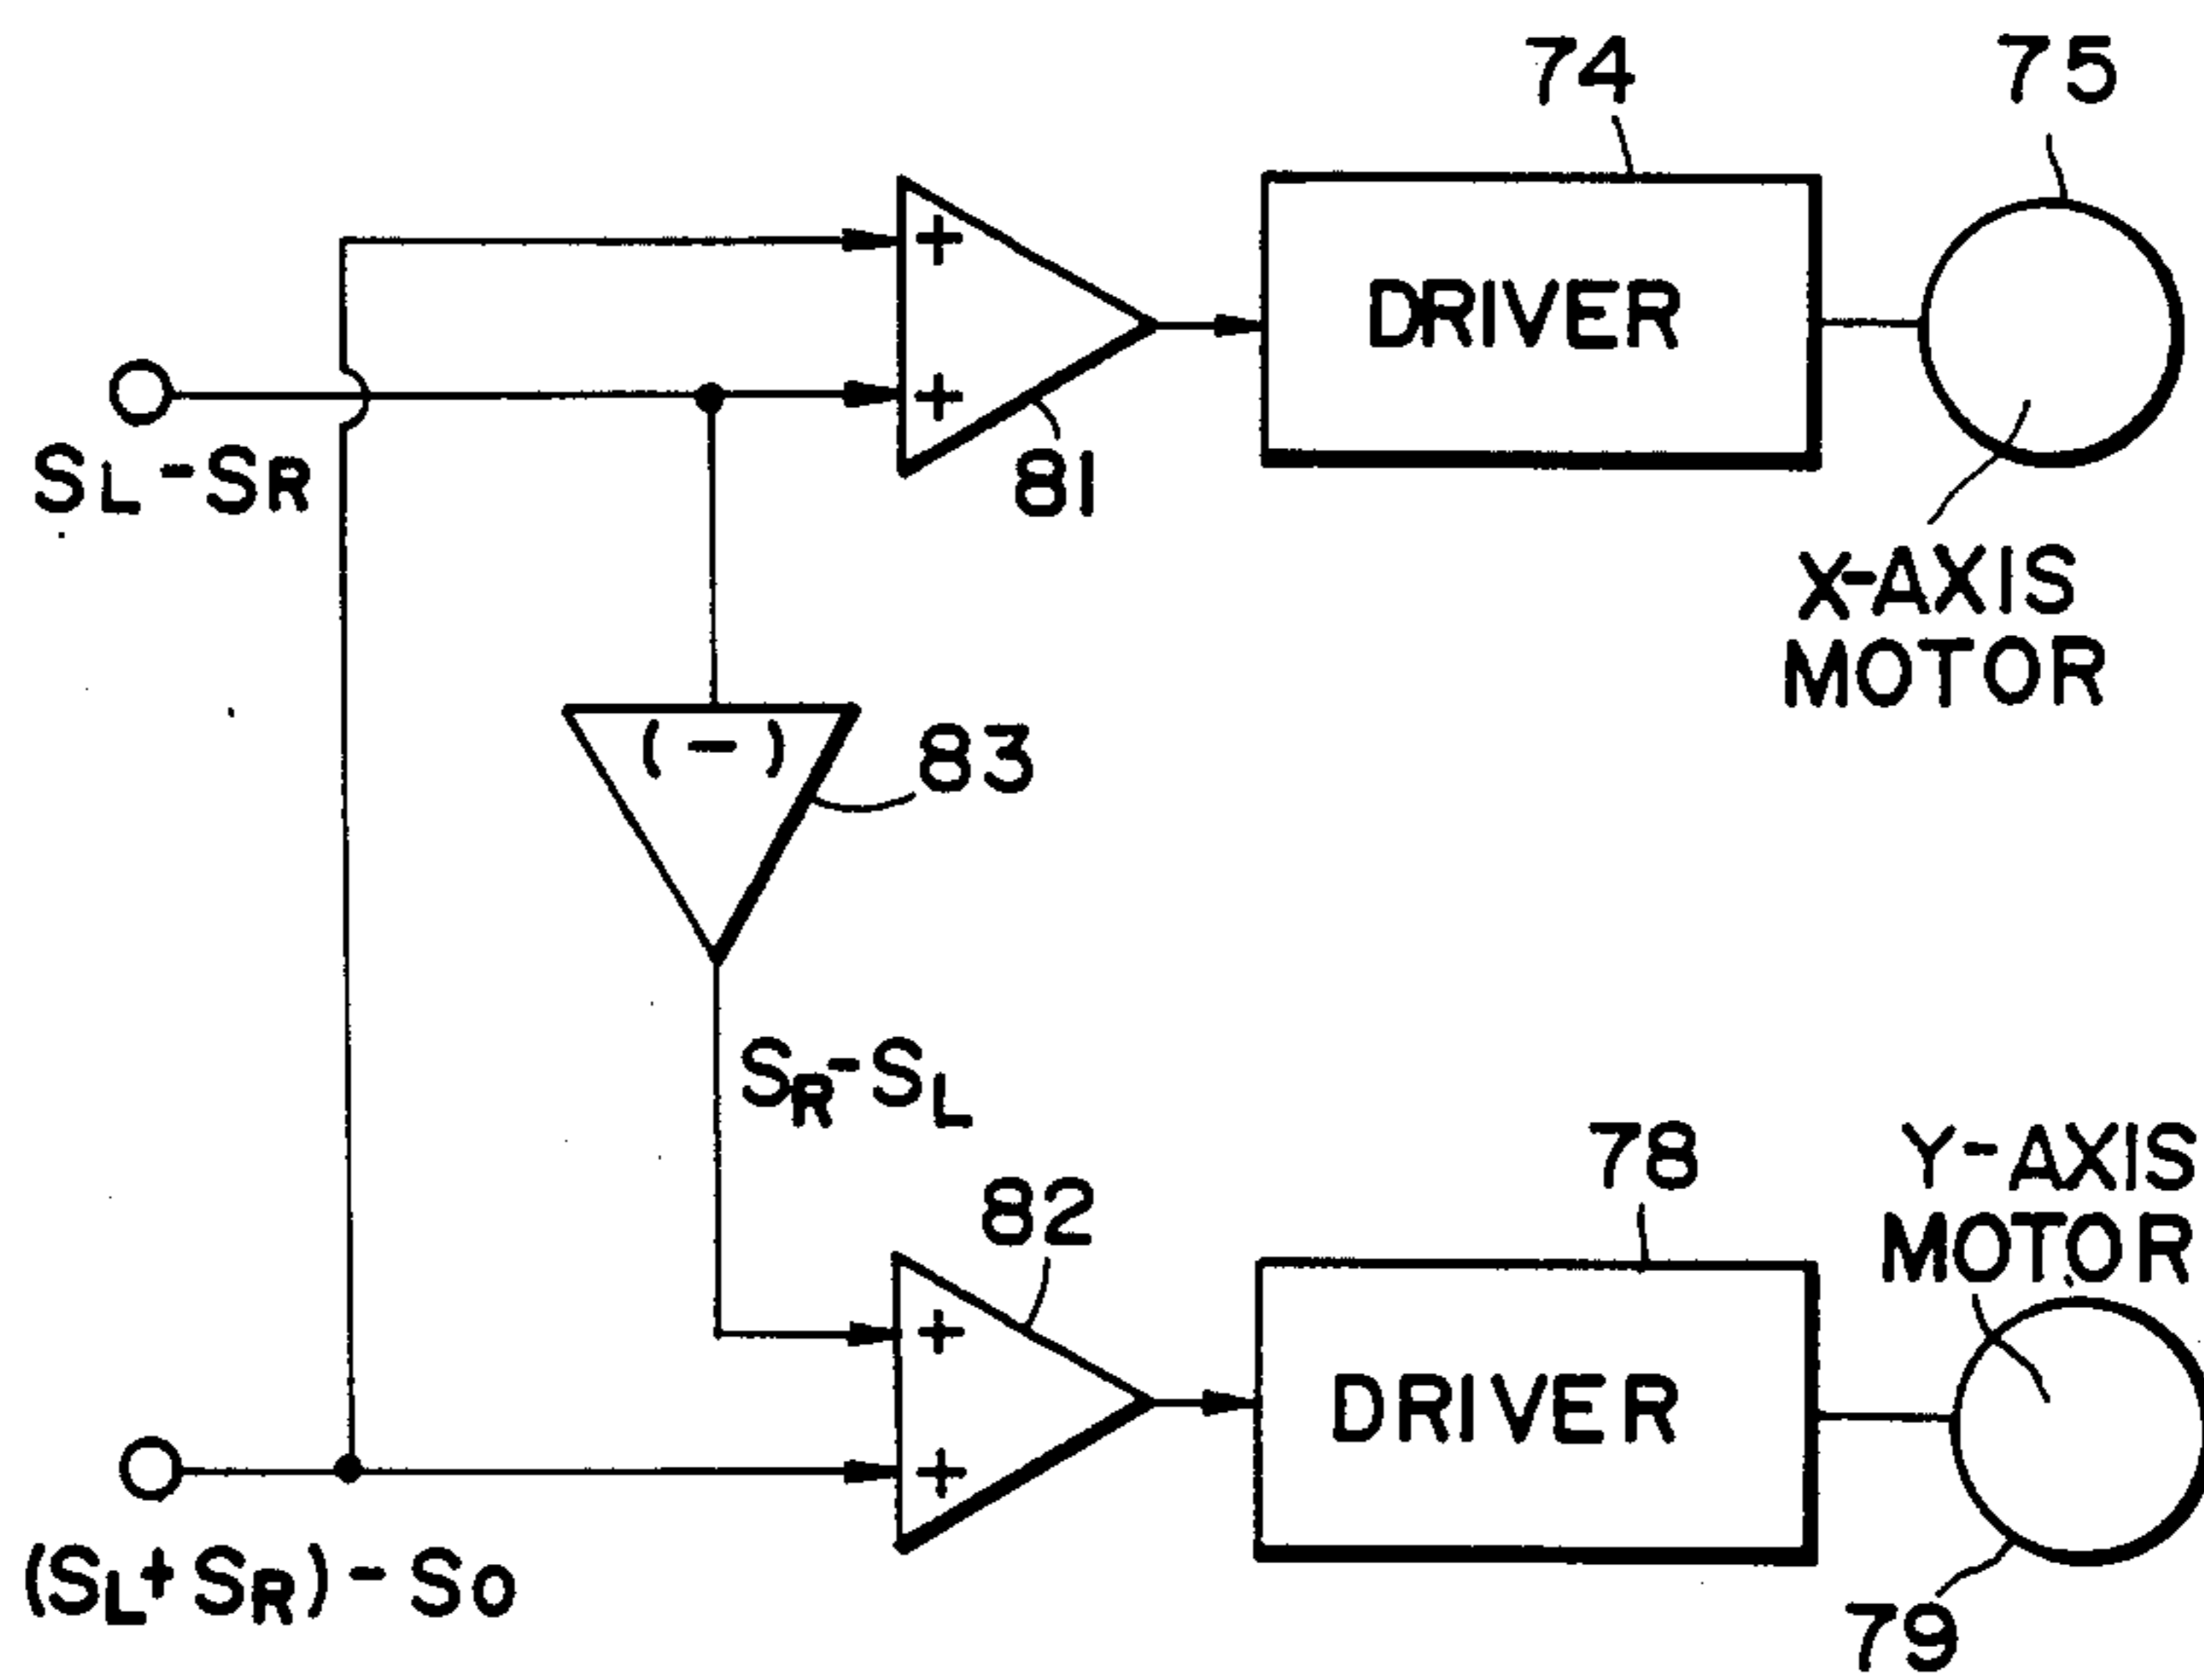 74
75
+
DRIVER
+
SL-SR
81
X-AXIS
MOTOR
(-)
83
SR-SL
78
Y-AXIS
82
MOTOR
+
DRIVER
+
(SL+SR)-SO
79